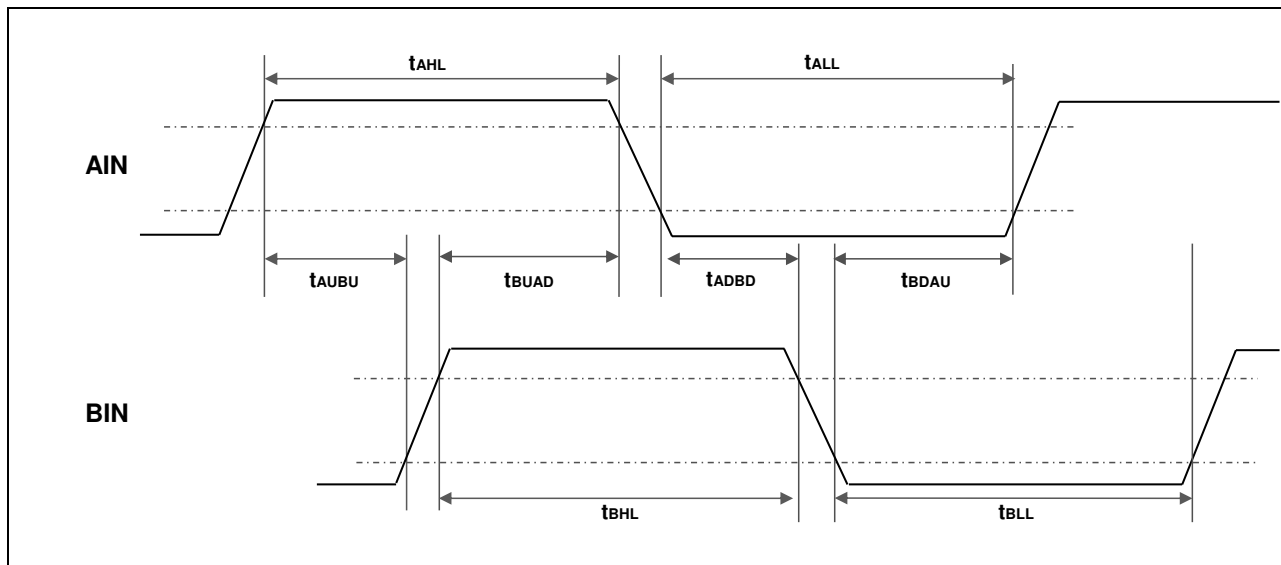 tAHL
tALL
AIN
tAUBU
tBUAD
tADBD
tBDAU
BIN
tBHL
tBLL